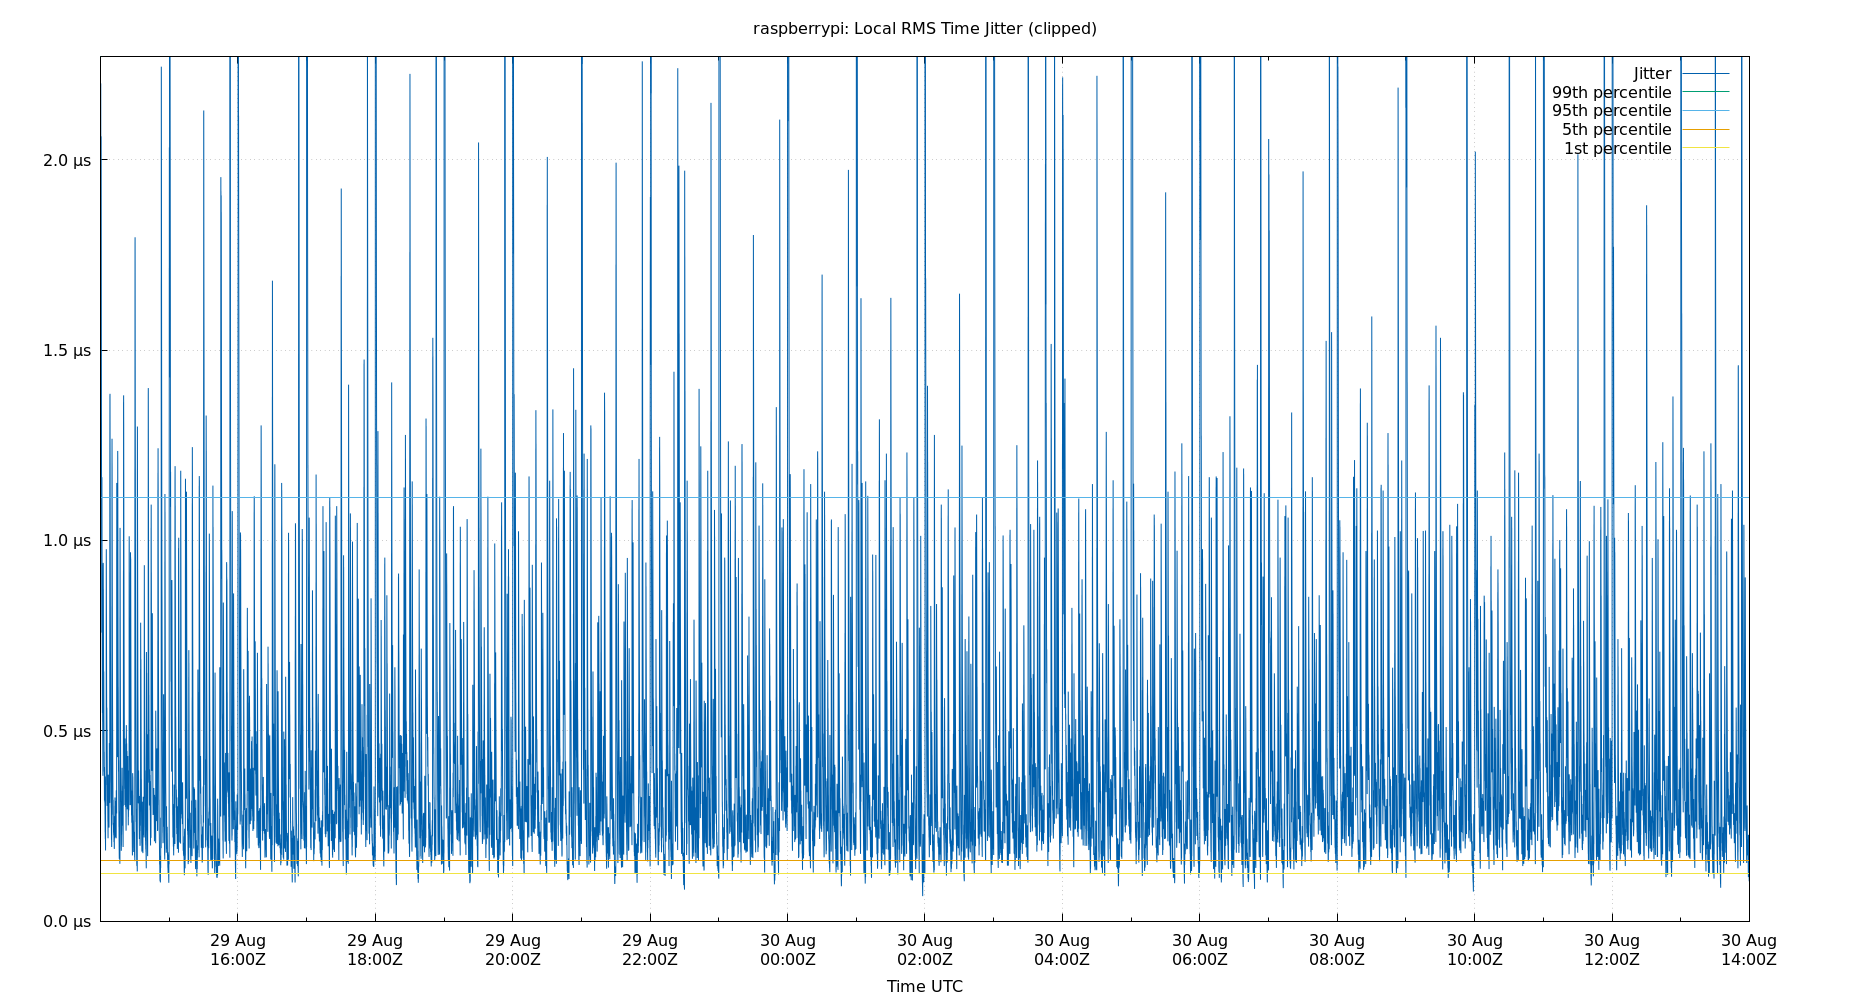 raspberrypi: Local RMS Time Jitter (clipped)
Jitter
99th percentile
95th percentile
5th percentile
1st percentile
2.0 µs
1.5 µs
1.0 µs
0.5 µs
0.0 µs
29 Aug 29 Aug 29 Aug 29 Aug 30 Aug 30 Aug 30 Aug 30 Aug 30 Aug 30 Aug 30 Aug 30 Aug
16:00Z 18:00Z 20:00Z 22:00Z 00:00Z 02:00Z 04:00Z 06:00Z 08:00Z 10:00Z 12:00Z 14:00Z
Time UTC